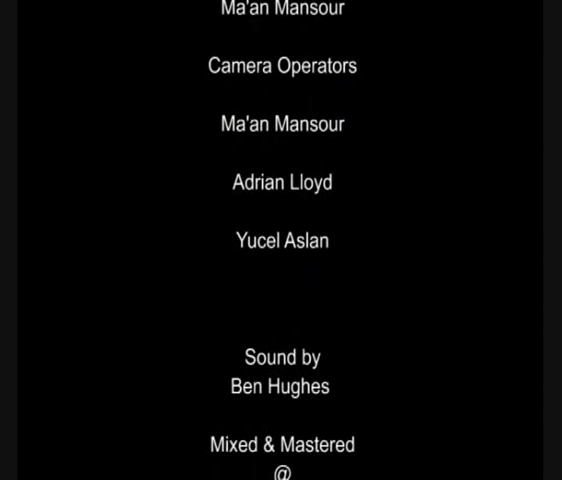 Ma'an Mansour
Camera Operators
Ma'an Mansour
Adrian Lloyd
Yucel Aslan
Sound by
Ben Hughes
Mixed & Mastered
@